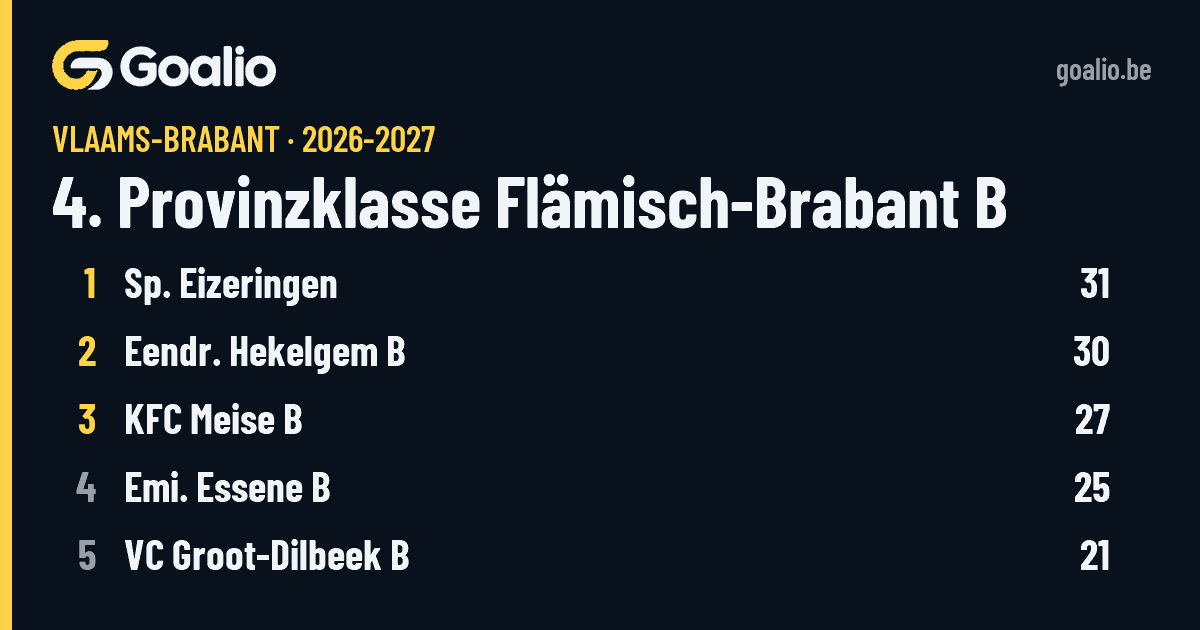 Goalio
goalio.be
VLAAMS-BRABANT · 2026-2027
4. Provinzklasse Flämisch-Brabant B
1 Sp. Eizeringen 31
2 Eendr. Hekelgem B 30
3 KFC Meise B 27
4 Emi. Essene B 25
5 VC Groot-Dilbeek B 21